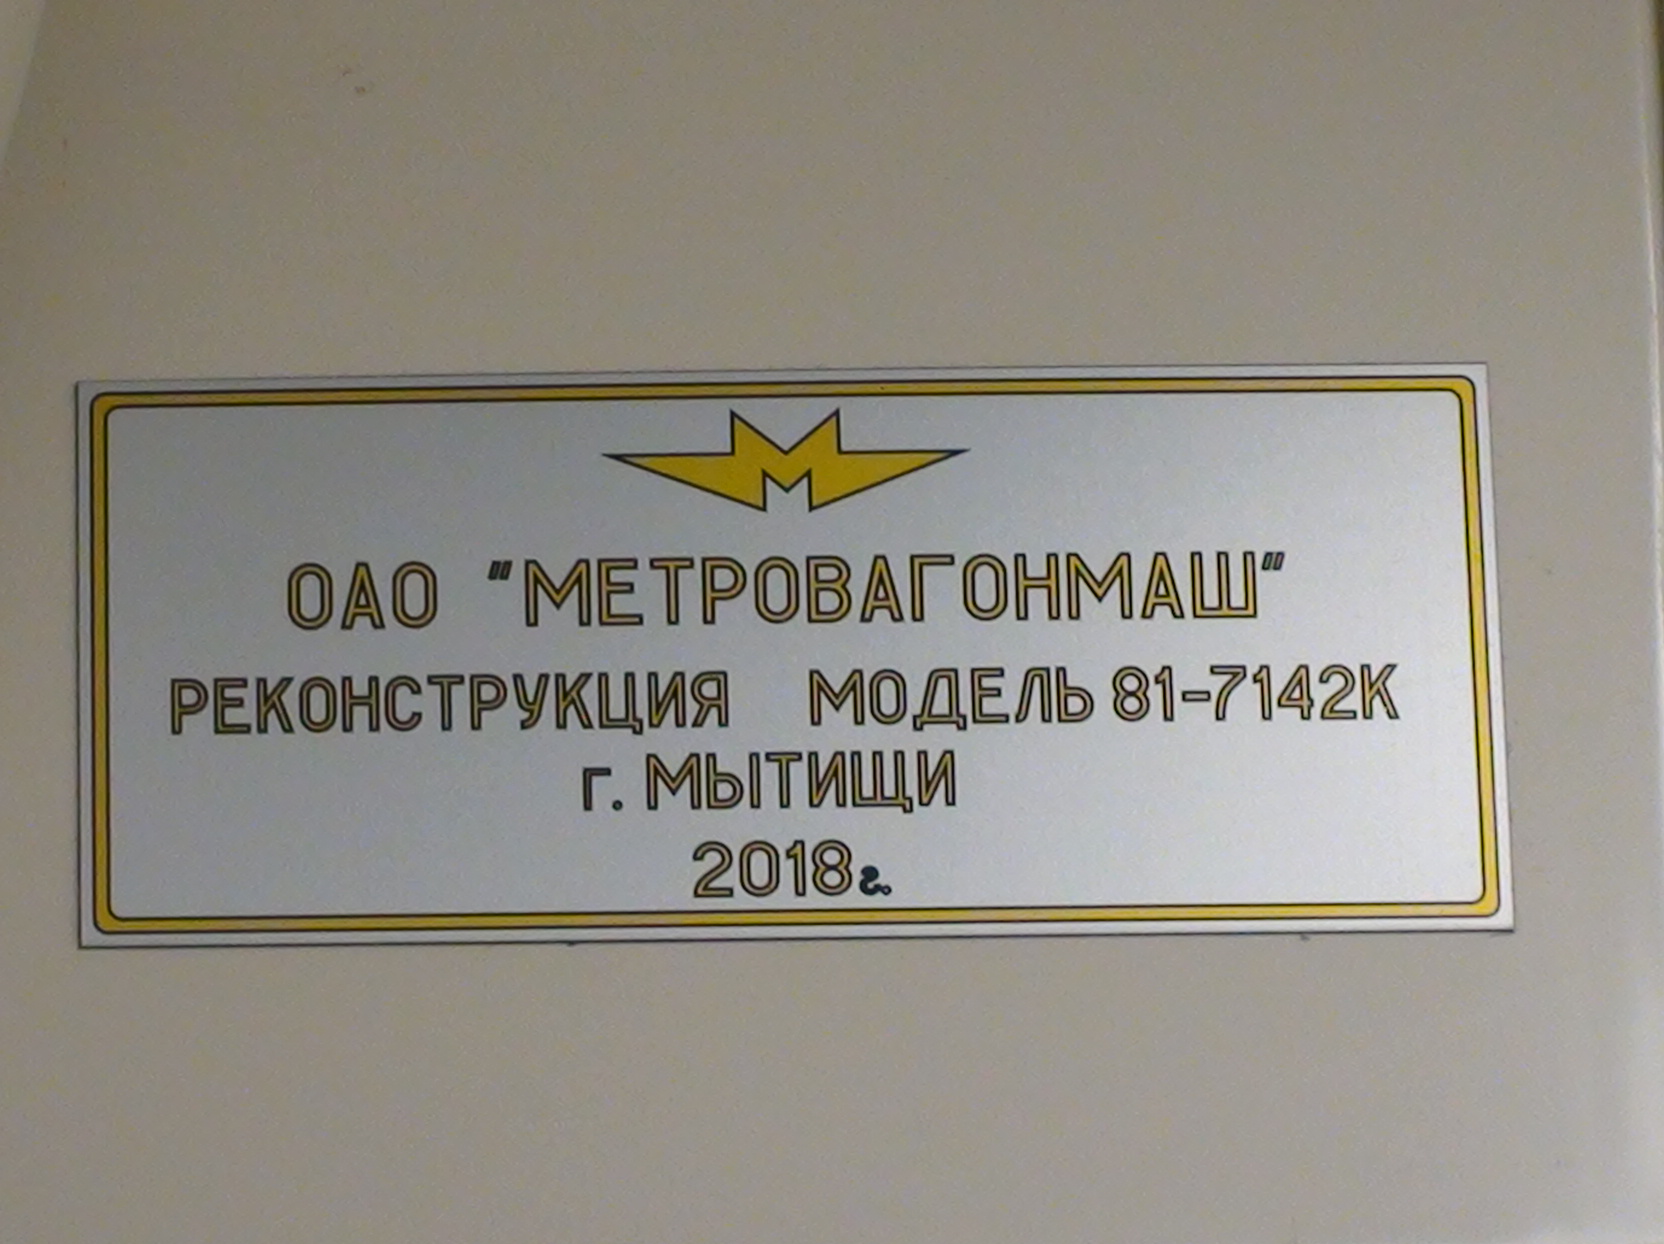 ОАО "МЕТРОВАГОНМАШ"
РЕКОНСТРУКЦИЯ МОДЕЛЬ 81-7142К
г. МЫТИЩИ
2018г.